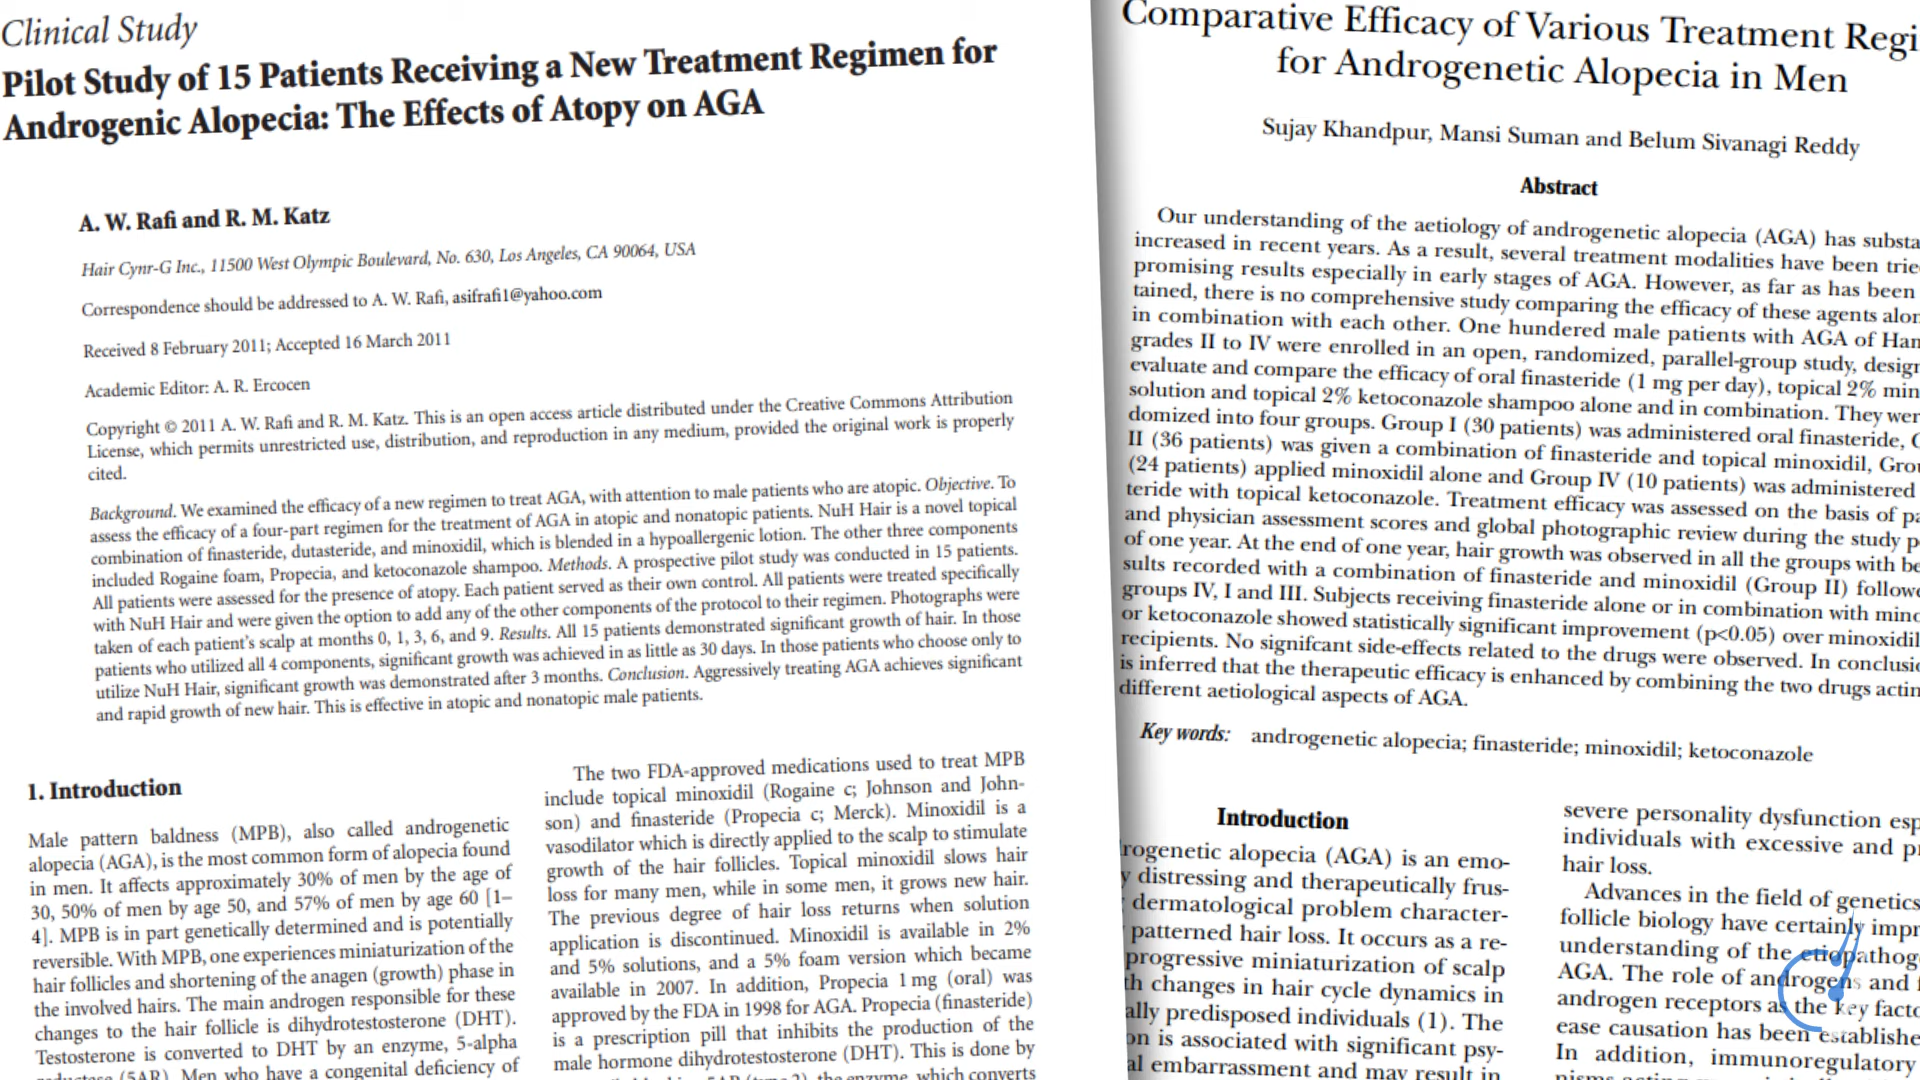 Clinical Study
Pilot Study of 15 Patients Receiving a New Treatment Regimen for
Androgenic Alopecia: The Effects of Atopy on AGA
A. W. Rafi and R. M. Katz
Hair Cynr-G Inc., 11500 West Olympic Boulevard, No. 630, Los Angeles, CA 90064, USA
Correspondence should be addressed to A. W. Rafi, asifrafi1@yahoo.com
Received 8 February 2011; Accepted 16 March 2011
Academic Editor: A. R. Ercocen
Copyright © 2011 A. W. Rafi and R. M. Katz. This is an open access article distributed under the Creative Commons Attribution
License, which permits unrestricted use, distribution, and reproduction in any medium, provided the original work is properly
cited.
Background. We examined the efficacy of a new regimen to treat AGA, with attention to male patients who are atopic. Objective. To
assess the efficacy of a four-part regimen for the treatment of AGA in atopic and nonatopic patients. NuH Hair is a novel topical
combination of finasteride, dutasteride, and minoxidil, which is blended in a hypoallergenic lotion. The other three components
included Rogaine foam, Propecia, and ketoconazole shampoo. Methods. A prospective pilot study was conducted in 15 patients.
All patients were assessed for the presence of atopy. Each patient served as their own control. All patients were treated specifically
with NuH Hair and were given the option to add any of the other components of the protocol to their regimen. Photographs were
taken of each patient's scalp at months 0, 1, 3, 6, and 9. Results. All 15 patients demonstrated significant growth of hair. In those
patients who utilized all 4 components, significant growth was achieved in as little as 30 days. In those patients who choose only to
utilize NuH Hair, significant growth was demonstrated after 3 months. Conclusion. Aggressively treating AGA achieves significant
and rapid growth of new hair. This is effective in atopic and nonatopic male patients.
1. Introduction
Male pattern baldness (MPB), also called androgenetic
alopecia (AGA), is the most common form of alopecia found
in men. It affects approximately 30% of men by the age of
30, 50% of men by age 50, and 57% of men by age 60 [1–
4]. MPB is in part genetically determined and is potentially
reversible. With MPB, one experiences miniaturization of the
hair follicles and shortening of the anagen (growth) phase in
the involved hairs. The main androgen responsible for these
changes to the hair follicle is dihydrotestosterone (DHT).
Testosterone is converted to DHT by an enzyme, 5-alpha
(5AR). Men who have a congenital deficiency of
The two FDA-approved medications used to treat MPB
include topical minoxidil (Rogaine c; Johnson and John-
son) and finasteride (Propecia c; Merck). Minoxidil is a
vasodilator which is directly applied to the scalp to stimulate
growth of the hair follicles. Topical minoxidil slows hair
loss for many men, while in some men, it grows new hair.
The previous degree of hair loss returns when solution
application is discontinued. Minoxidil is available in 2%
and 5% solutions, and a 5% foam version which became
available in 2007. In addition, Propecia 1 mg (oral) was
approved by the FDA in 1998 for AGA. Propecia (finasteride)
is a prescription pill that inhibits the production of the
male hormone dihydrotestosterone (DHT). This is done by
the enzyme, which converts
Comparative Efficacy of Various Treatment Regi
for Androgenetic Alopecia in Men
Sujay Khandpur, Mansi Suman and Belum Sivanagi Reddy
Abstract
Our understanding of the aetiology of androgenetic alopecia (AGA) has substa
increased in recent years. As a result, several treatment modalities have been trie
promising results especially in early stages of AGA. However, as far as has been
tained, there is no comprehensive study comparing the efficacy of these agents alon
in combination with each other. One hundred male patients with AGA of Ham
grades II to IV were enrolled in an open, randomized, parallel-group study, design
evaluate and compare the efficacy of oral finasteride (1 mg per day), topical 2% min
solution and topical 2% ketoconazole shampoo alone and in combination. They wer
domized into four groups. Group I (30 patients) was administered oral finasteride, G
II (36 patients) was given a combination of finasteride and topical minoxidil, Grou
(24 patients) applied minoxidil alone and Group IV (10 patients) was administered
teride with topical ketoconazole. Treatment efficacy was assessed on the basis of pa
and physician assessment scores and global photographic review during the study p
of one year. At the end of one year, hair growth was observed in all the groups with be
sults recorded with a combination of finasteride and minoxidil (Group II) followe
groups IV, I and III. Subjects receiving finasteride alone or in combination with mino
or ketoconazole showed statistically significant improvement (p<0.05) over minoxidil
recipients. No signifcant side-effects related to the drugs were observed. In conclusio
is inferred that the therapeutic efficacy is enhanced by combining the two drugs actin
different aetiological aspects of AGA.
Key words: androgenetic alopecia; finasteride; minoxidil; ketoconazole
Introduction
rogenetic alopecia (AGA) is an emo-
y distressing and therapeutically frus-
dermatological problem character-
patterned hair loss. It occurs as a re-
progressive miniaturization of scalp
th changes in hair cycle dynamics in
ally predisposed individuals (1). The
on is associated with significant psy-
al embarrassment and may result in
severe personality dysfunction esp
individuals with excessive and pr
hair loss.
Advances in the field of genetics
follicle biology have certainly impr
understanding of the etiopathog
AGA. The role of androgens and
androgen receptors as the key facto
ease causation has been establishe
In addition, immunoregulatory